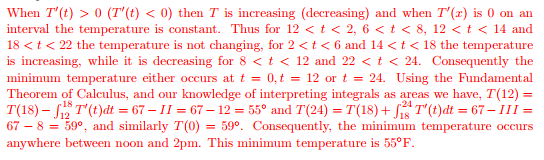 When T′(t) > 0 (T′(t) < 0) then T is increasing (decreasing) and when T′(x) is 0 on an
interval the temperature is constant. Thus for 12 < t < 2, 6 < t < 8, 12 < t < 14 and
18 < t < 22 the temperature is not changing, for 2 < t < 6 and 14 < t < 18 the temperature
is increasing, while it is decreasing for 8 < t < 12 and 22 < t < 24. Consequently the
minimum temperature either occurs at t = 0, t = 12 or t = 24. Using the Fundamental
Theorem of Calculus, and our knowledge of interpreting integrals as areas we have, T(12) =
T(18) − ∫₁₂¹⁸ T′(t)dt = 67 − II = 67 − 12 = 55° and T(24) = T(18) + ∫₁₈²⁴ T′(t)dt = 67 − III =
67 − 8 = 59°, and similarly T(0) = 59°. Consequently, the minimum temperature occurs
anywhere between noon and 2pm. This minimum temperature is 55°F.